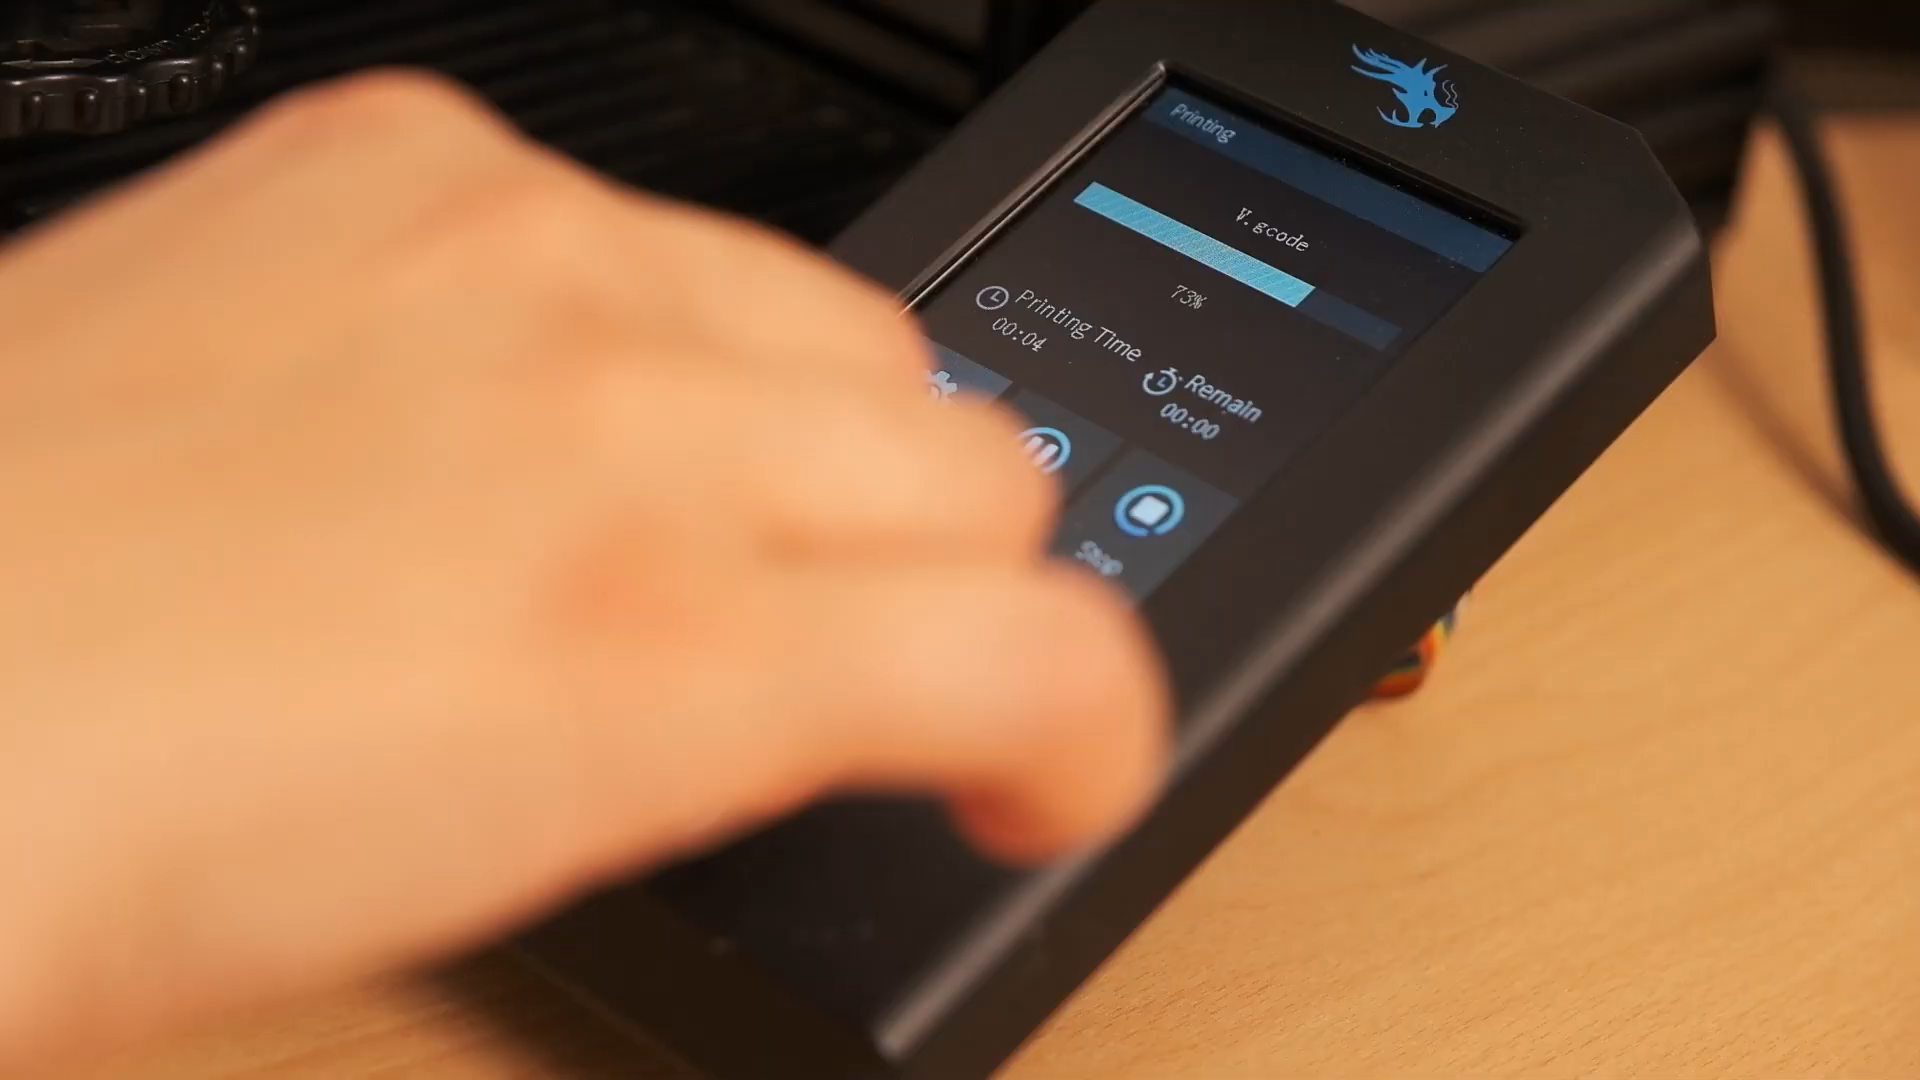 Printing
V.gcode
73%
Printing Time
00:04
Remain
00:00
Stop